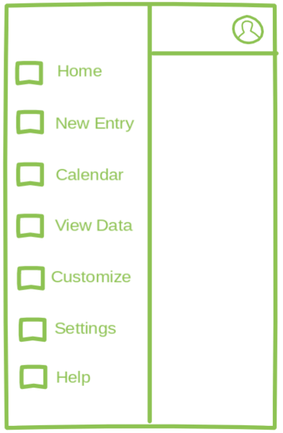 Home
New Entry
Calendar
View Data
Customize
Settings
Help